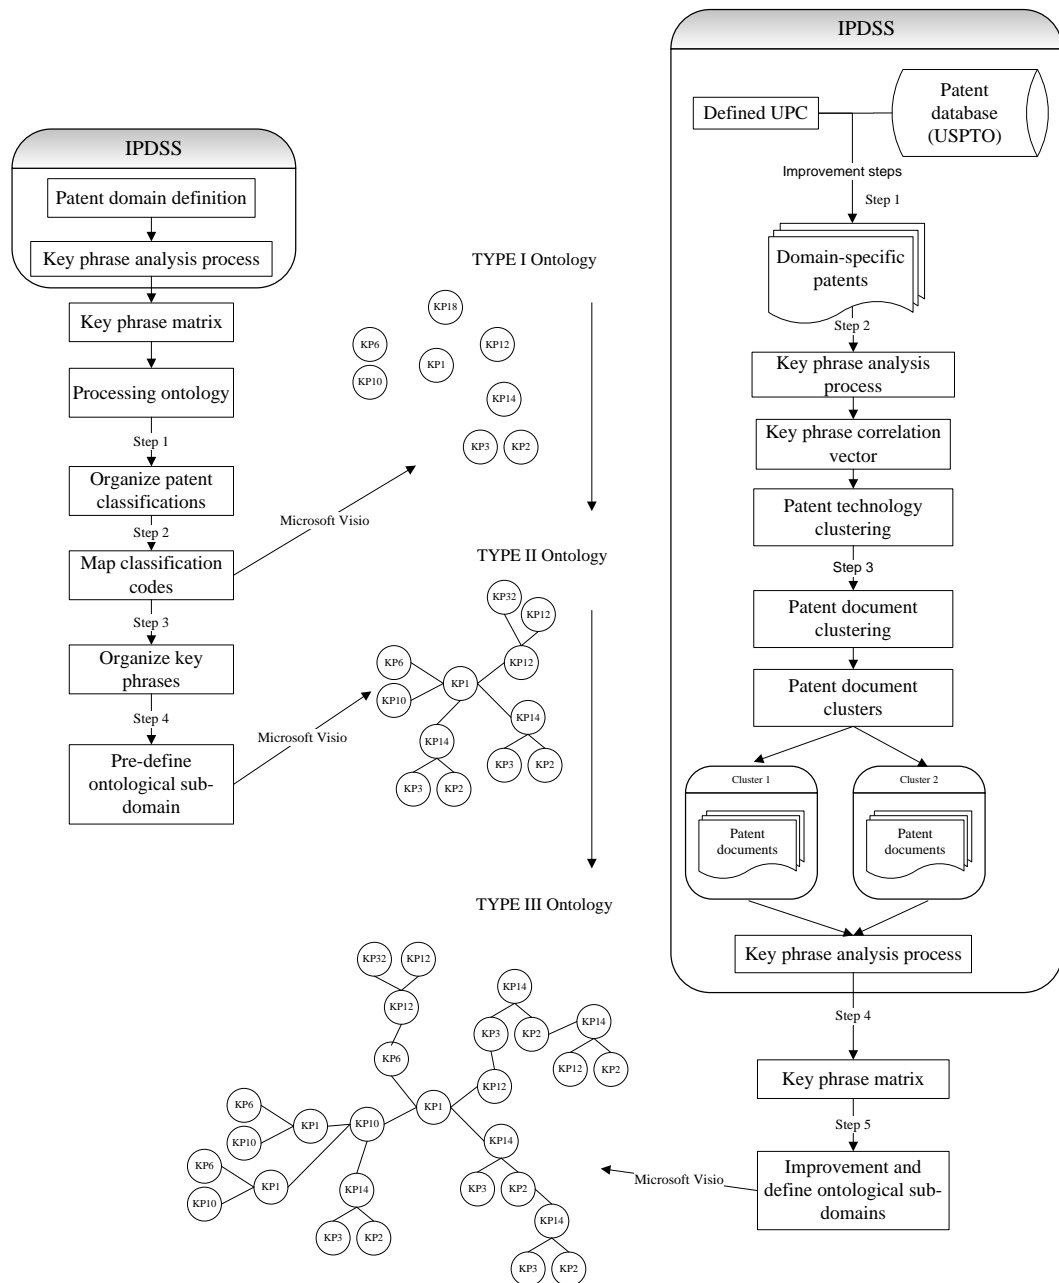 IPDSS
Patent domain definition
Key phrase analysis process
Key phrase matrix
Processing ontology
Step 1
Organize patent
classifications
Step 2
Map classification
codes
Step 3
Organize key
phrases
Step 4
Pre-define
ontological sub-
domain
Microsoft Visio
Microsoft Visio
TYPE I Ontology
KP18
KP6
KP12
KP1
KP10
KP14
KP3
KP2
TYPE II Ontology
KP32
KP12
KP6
KP12
KP1
KP10
KP14
KP14
KP3
KP2
KP3
KP2
TYPE III Ontology
KP32
KP12
KP14
KP12
KP3
KP2
KP14
KP6
KP12
KP2
KP12
KP6
KP1
KP1
KP10
KP10
KP14
KP6
KP1
KP14
KP3
KP2
KP10
KP14
KP3
KP2
KP3
KP2
IPDSS
Defined UPC
Patent
database
(USPTO)
Improvement steps
Step 1
Domain-specific
patents
Step 2
Key phrase analysis
process
Key phrase correlation
vector
Patent technology
clustering
Step 3
Patent document
clustering
Patent document
clusters
Cluster 1
Patent
documents
Cluster 2
Patent
documents
Key phrase analysis process
Step 4
Key phrase matrix
Step 5
Improvement and
define ontological sub-
domains
Microsoft Visio